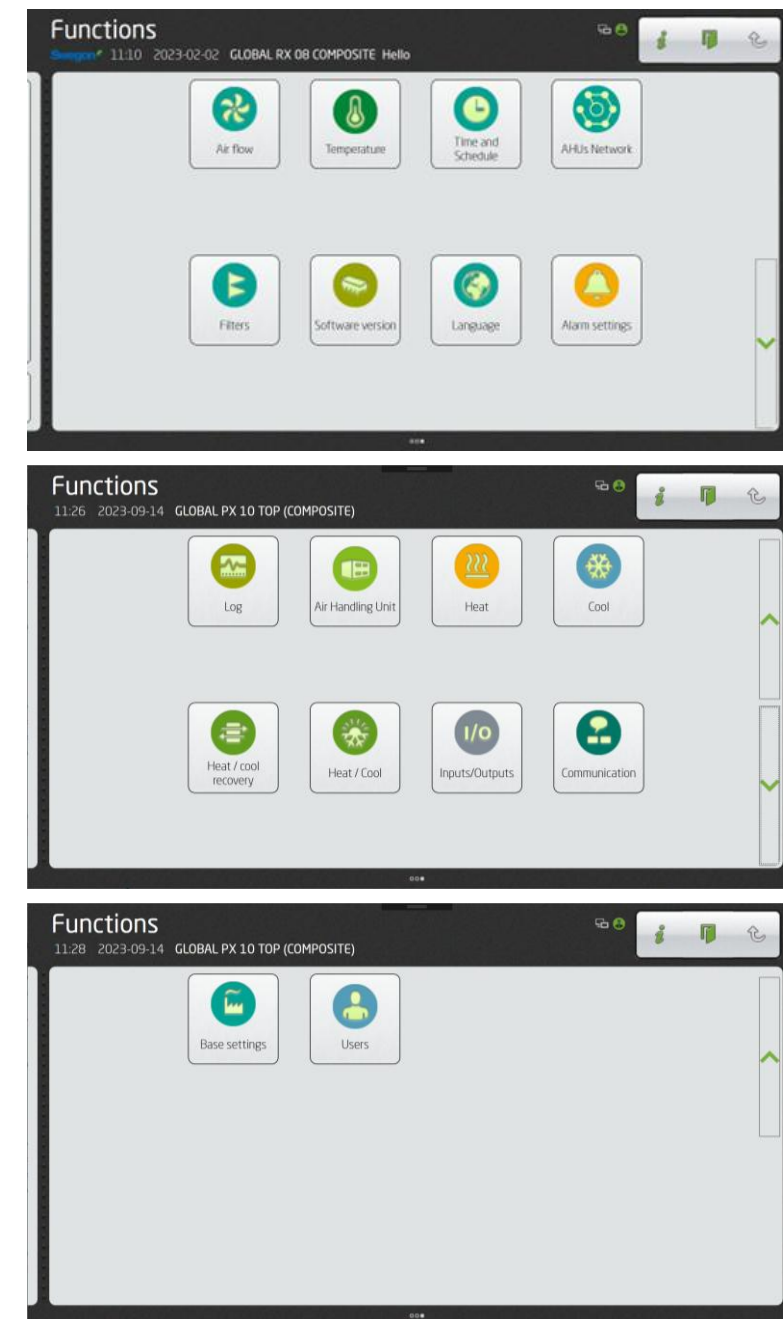 Functions
Swegon 11:10 2023-02-02 GLOBAL RX 08 COMPOSITE Hello
Air flow
Temperature
Time and
Schedule
AHUs Network
Filters
Software version
Language
Alarm settings
Functions
11:26 2023-09-14 GLOBAL PX 10 TOP (COMPOSITE)
Log
Air Handling Unit
Heat
Cool
Heat / cool
recovery
Heat / Cool
I/O
Inputs/Outputs
Communication
Functions
11:28 2023-09-14 GLOBAL PX 10 TOP (COMPOSITE)
Base settings
Users